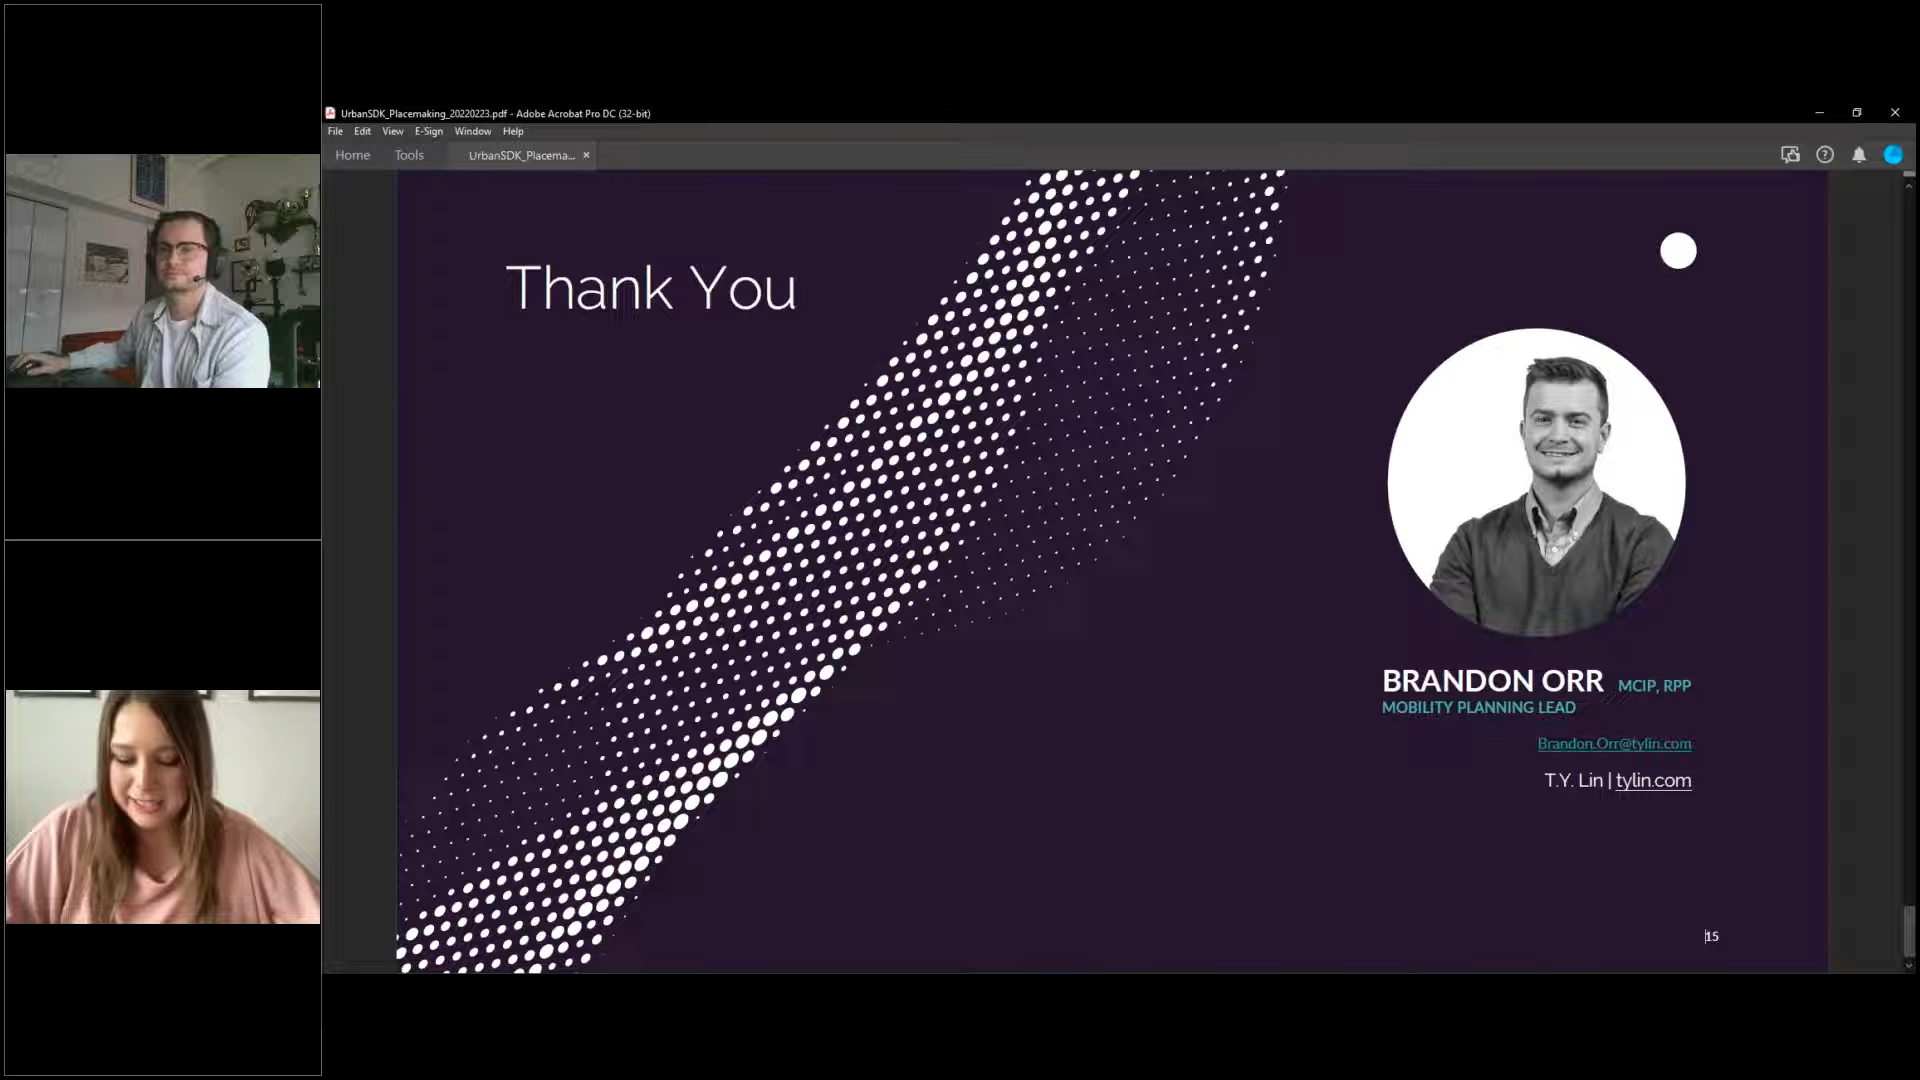 UrbanSDK_Placemaking_20220223.pdf - Adobe Acrobat Pro DC (32-bit)
File Edit View E-Sign Window Help
Home Tools UrbanSDK_Placema...
Thank You
BRANDON ORR MCIP, RPP
MOBILITY PLANNING LEAD
Brandon.Orr@tylin.com
T.Y. Lin | tylin.com
15